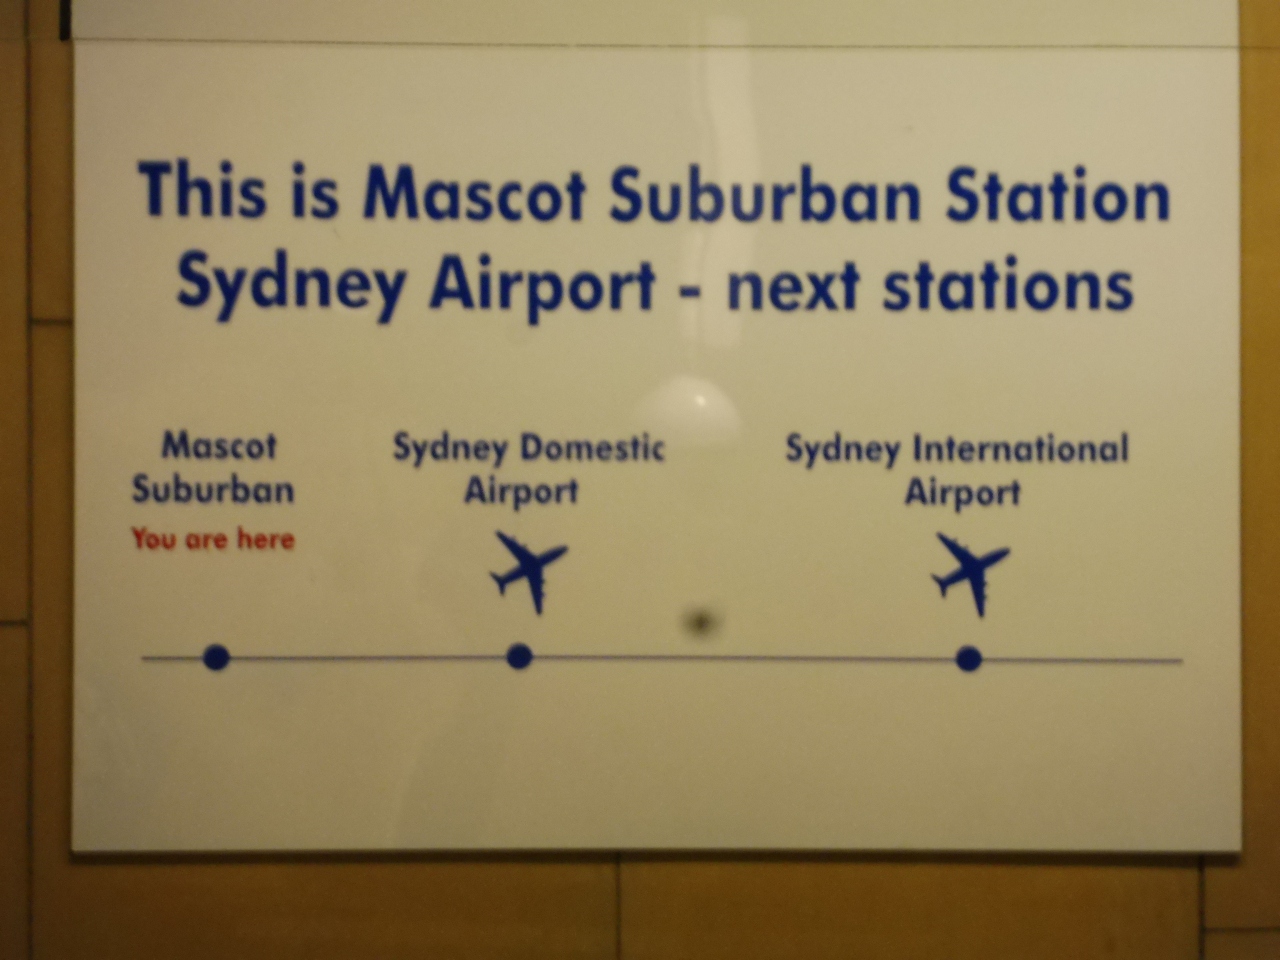 This is Mascot Suburban Station
Sydney Airport - next stations
Mascot
Suburban
You are here
Sydney Domestic
Airport
Sydney International
Airport